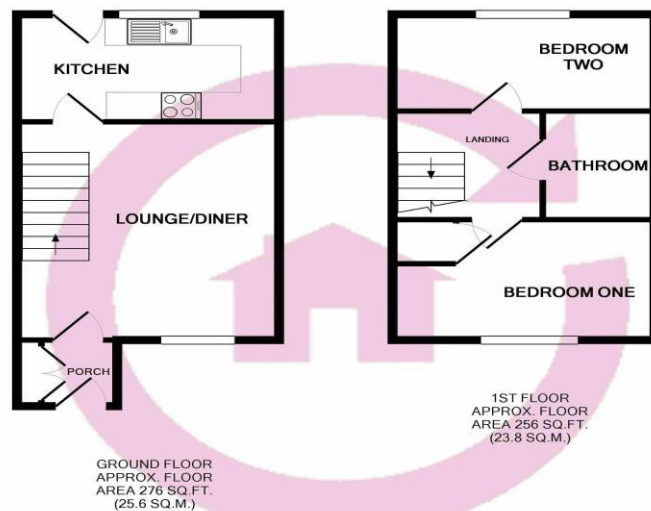 KITCHEN
LOUNGE/DINER
PORCH
GROUND FLOOR
APPROX. FLOOR
AREA 276 SQ.FT.
(25.6 SQ.M.)
BEDROOM
TWO
LANDING
BATHROOM
BEDROOM ONE
1ST FLOOR
APPROX. FLOOR
AREA 256 SQ.FT.
(23.8 SQ.M.)